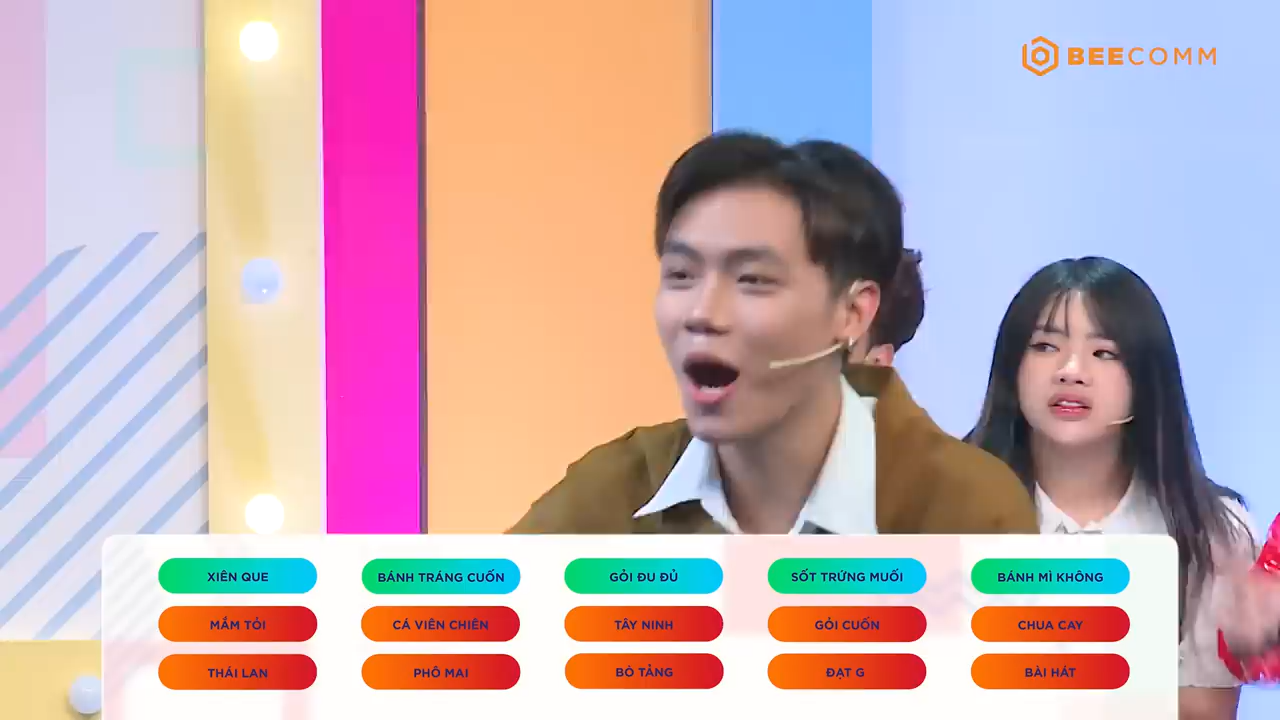 BEECOMM
XIÊN QUE
BÁNH TRÁNG CUỐN
GỎI ĐU ĐỦ
SỐT TRỨNG MUỐI
BÁNH MÌ KHÔNG
MẮM TỎI
CÁ VIÊN CHIÊN
TÂY NINH
GỎI CUỐN
CHUA CAY
THÁI LAN
PHÔ MAI
BÒ TẢNG
ĐẠT G
BÀI HÁT